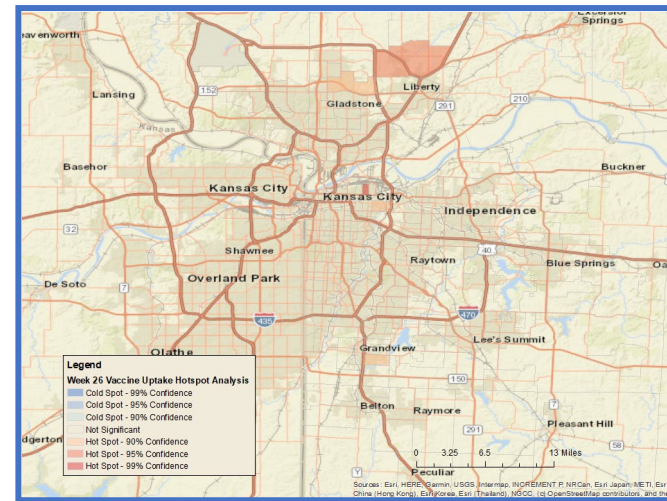 Excelsior
Springs
Lansing
152
Liberty
Gladstone
291
210
Kansas
Basehor
Buckner
Kansas City
Kansas City
Independence
32
Shawnee
40
Raytown
Blue Springs
De Soto
7
Overland Park
435
470
Olathe
Lee's Summit
Grandview
Legend
Week 26 Vaccine Uptake Hotspot Analysis
Cold Spot - 99% Confidence
Cold Spot - 95% Confidence
Cold Spot - 90% Confidence
Not Significant
Hot Spot - 90% Confidence
Hot Spot - 95% Confidence
Hot Spot - 99% Confidence
150
Belton
Raymore
7
291
Pleasant Hill
58
0 3.25 6.5 13 Miles
Peculiar
Sources: Esri, HERE, Garmin, USGS, Intermap, INCREMENT P, NRCan, Esri Japan, METI, Esri
China (Hong Kong), Esri Korea, Esri (Thailand), NGCC, (c) OpenStreetMap contributors, and the